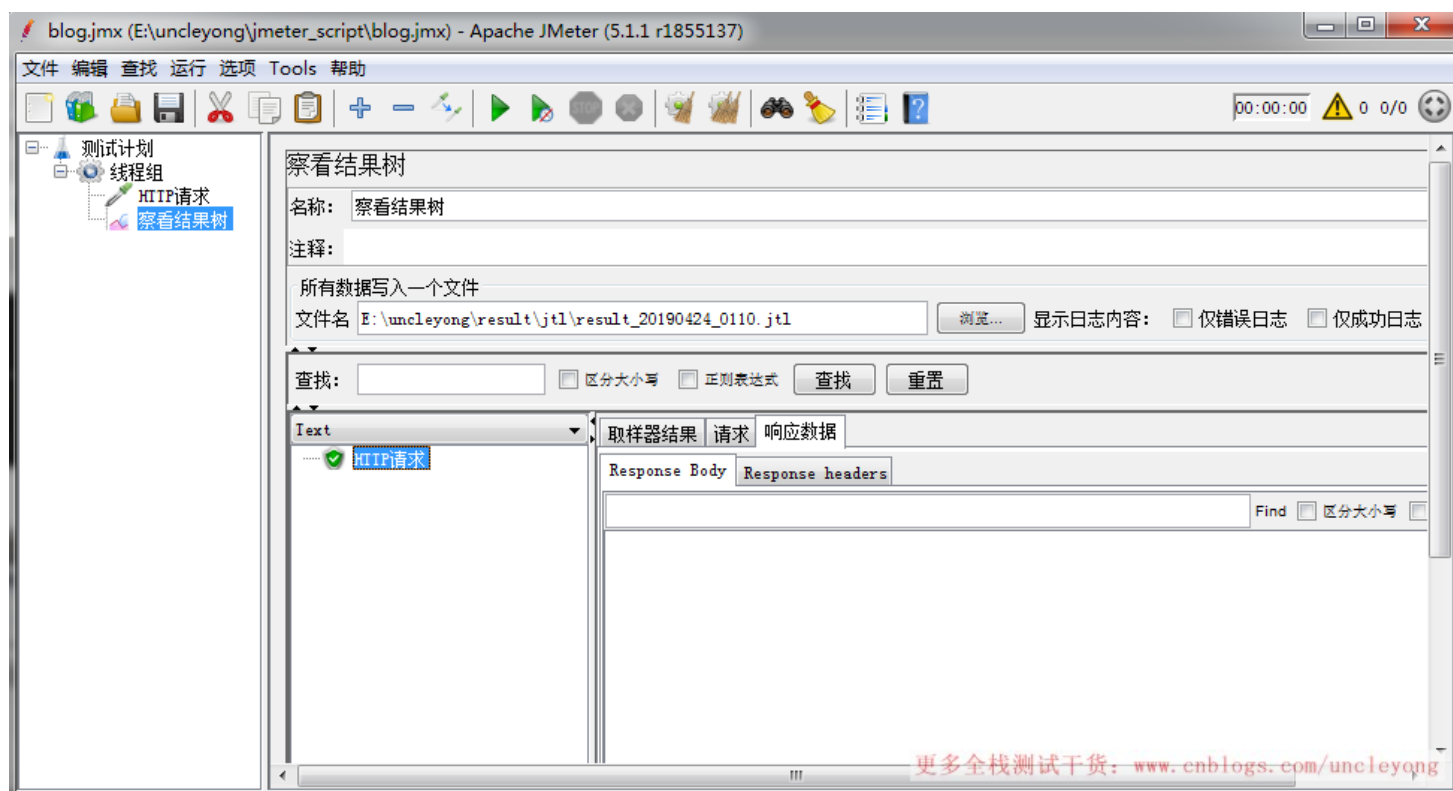 blog.jmx (E:\uncleyong\jmeter_script\blog.jmx) - Apache JMeter (5.1.1 r1855137)
文件 编辑 查找 运行 选项 Tools 帮助
STOP 00:00:00 0 0/0
测试计划
线程组
HTTP请求
察看结果树
察看结果树
名称: 察看结果树
注释:
所有数据写入一个文件
文件名 E:\uncleyong\result\jtl\result_20190424_0110.jtl 浏览... 显示日志内容: 仅错误日志 仅成功日志
查找: 区分大小写 正则表达式 查找 重置
Text
HTTP请求
取样器结果 请求 响应数据
Response Body Response headers
Find 区分大小写
更多全栈测试干货: www.cnblogs.com/uncleyong